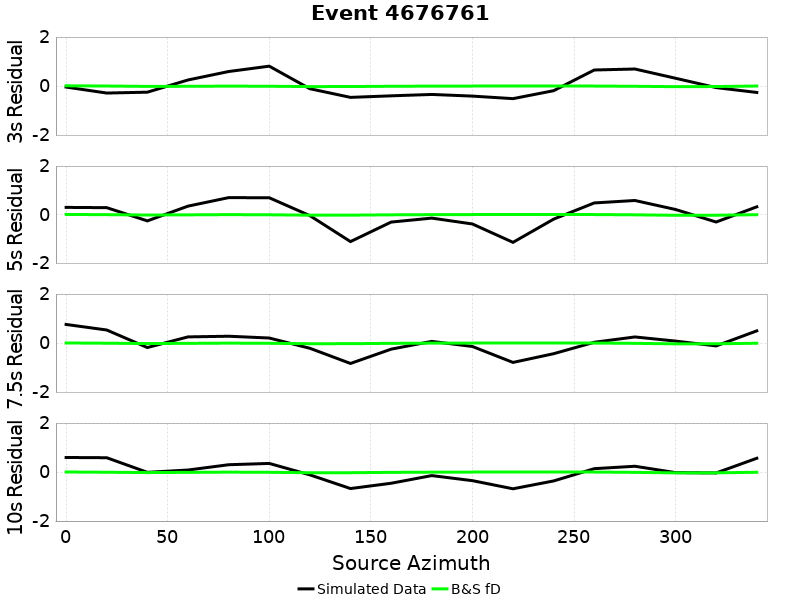 Event 4676761
3s Residual
2
0
-2
5s Residual
2
0
-2
7.5s Residual
2
0
-2
10s Residual
2
0
-2
0 50 100 150 200 250 300
Source Azimuth
Simulated Data B&S fD